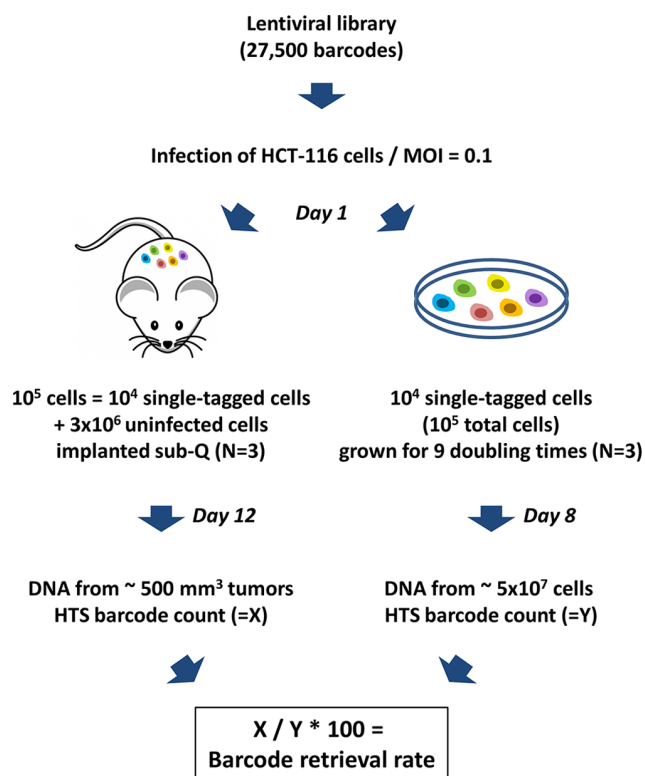 Lentiviral library
(27,500 barcodes)
Infection of HCT-116 cells / MOI = 0.1
Day 1
10⁵ cells = 10⁴ single-tagged cells
+ 3x10⁶ uninfected cells
implanted sub-Q (N=3)
10⁴ single-tagged cells
(10⁵ total cells)
grown for 9 doubling times (N=3)
Day 12
Day 8
DNA from ~ 500 mm³ tumors
HTS barcode count (=X)
DNA from ~ 5x10⁷ cells
HTS barcode count (=Y)
X / Y * 100 =
Barcode retrieval rate